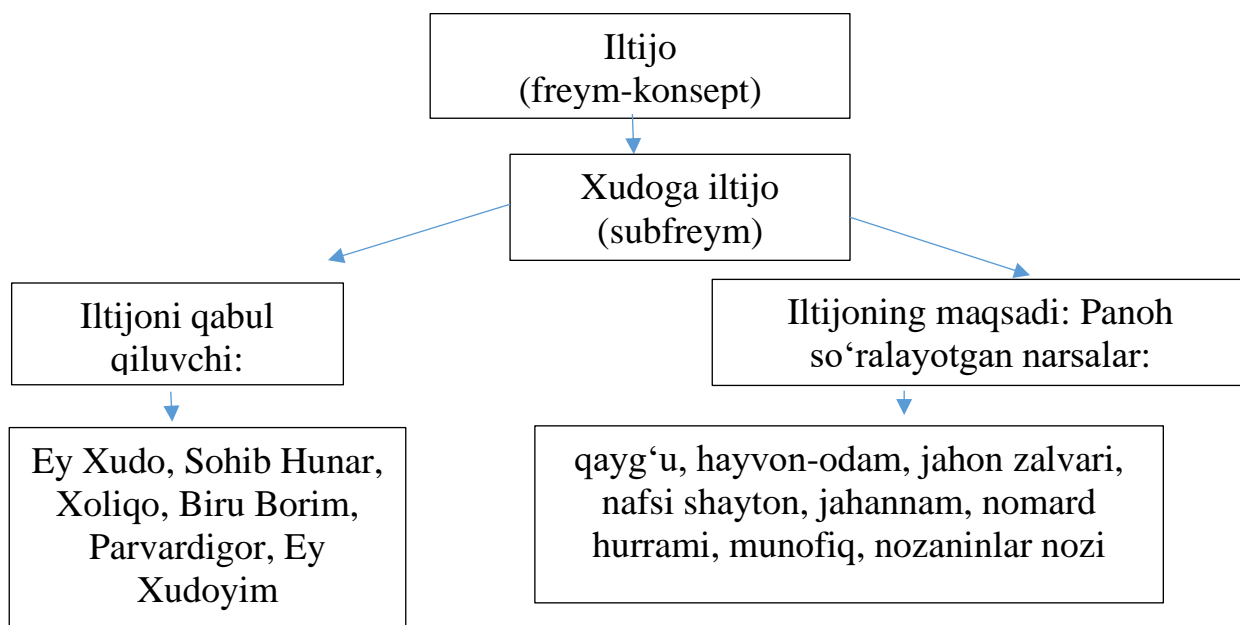 Iltijo
(freym-konsept)
Xudoga iltijo
(subfreym)
Iltijoni qabul
qiluvchi:
Iltijoning maqsadi: Panoh
so‘ralayotgan narsalar:
Ey Xudo, Sohib Hunar,
Xoliqo, Biru Borim,
Parvardigor, Ey
Xudoyim
qayg‘u, hayvon-odam, jahon zalvari,
nafsi shayton, jahannam, nomard
hurrami, munofiq, nozaninlar nozi